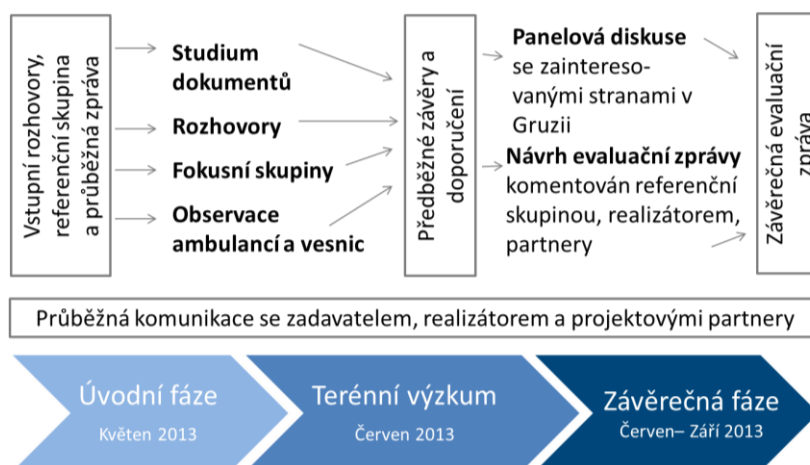 Vstupní rozhovory,
referenční skupina
a průběžná zpráva
Studium
dokumentů
Rozhovory
Fokusní skupiny
Observace
ambulancí a vesnic
Předběžné závěry a
doporučení
Panelová diskuse
se zaintereso-
vanými stranami v
Gruzii
Návrh evaluační zprávy
komentován referenční
skupinou, realizátorem,
partnery
Závěrečná evaluační
zpráva
Průběžná komunikace se zadavatelem, realizátorem a projektovými partnery
Úvodní fáze
Květen 2013
Terénní výzkum
Červen 2013
Závěrečná fáze
Červen– Září 2013